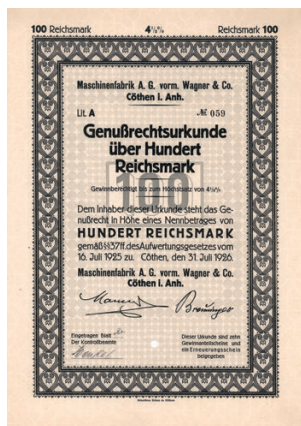 100 Reichsmark 4½% Reichsmark 100
Maschinenfabrik A. G. vorm. Wagner & Co.
Cöthen i. Anh.
Lit. A № 059
Genußrechtsurkunde
über Hundert
Reichsmark
100
Gewinnberechtigt bis zum Höchstsatz von 4½%
Dem Inhaber dieser Urkunde steht das Ge-
nußrecht in Höhe eines Nennbetrages von
HUNDERT REICHSMARK
gemäß §§ 37ff. des Aufwertungsgesetzes vom
16. Juli 1925 zu. Cöthen, den 31. Juli 1926.
Maschinenfabrik A. G. vorm. Wagner & Co.
Cöthen i. Anh.
Eingetragen Blatt
Der Kontrollbeamte
Dieser Urkunde sind zehn
Gewinnanteilscheine und
ein Erneuerungsschein
beigegeben